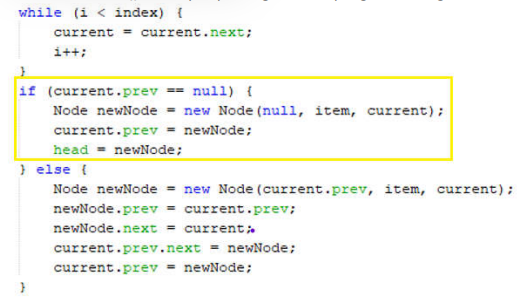 while (i < index) {
    current = current.next;
    i++;
}
if (current.prev == null) {
    Node newNode = new Node(null, item, current);
    current.prev = newNode;
    head = newNode;
} else {
    Node newNode = new Node(current.prev, item, current);
    newNode.prev = current.prev;
    newNode.next = current;
    current.prev.next = newNode;
    current.prev = newNode;
}